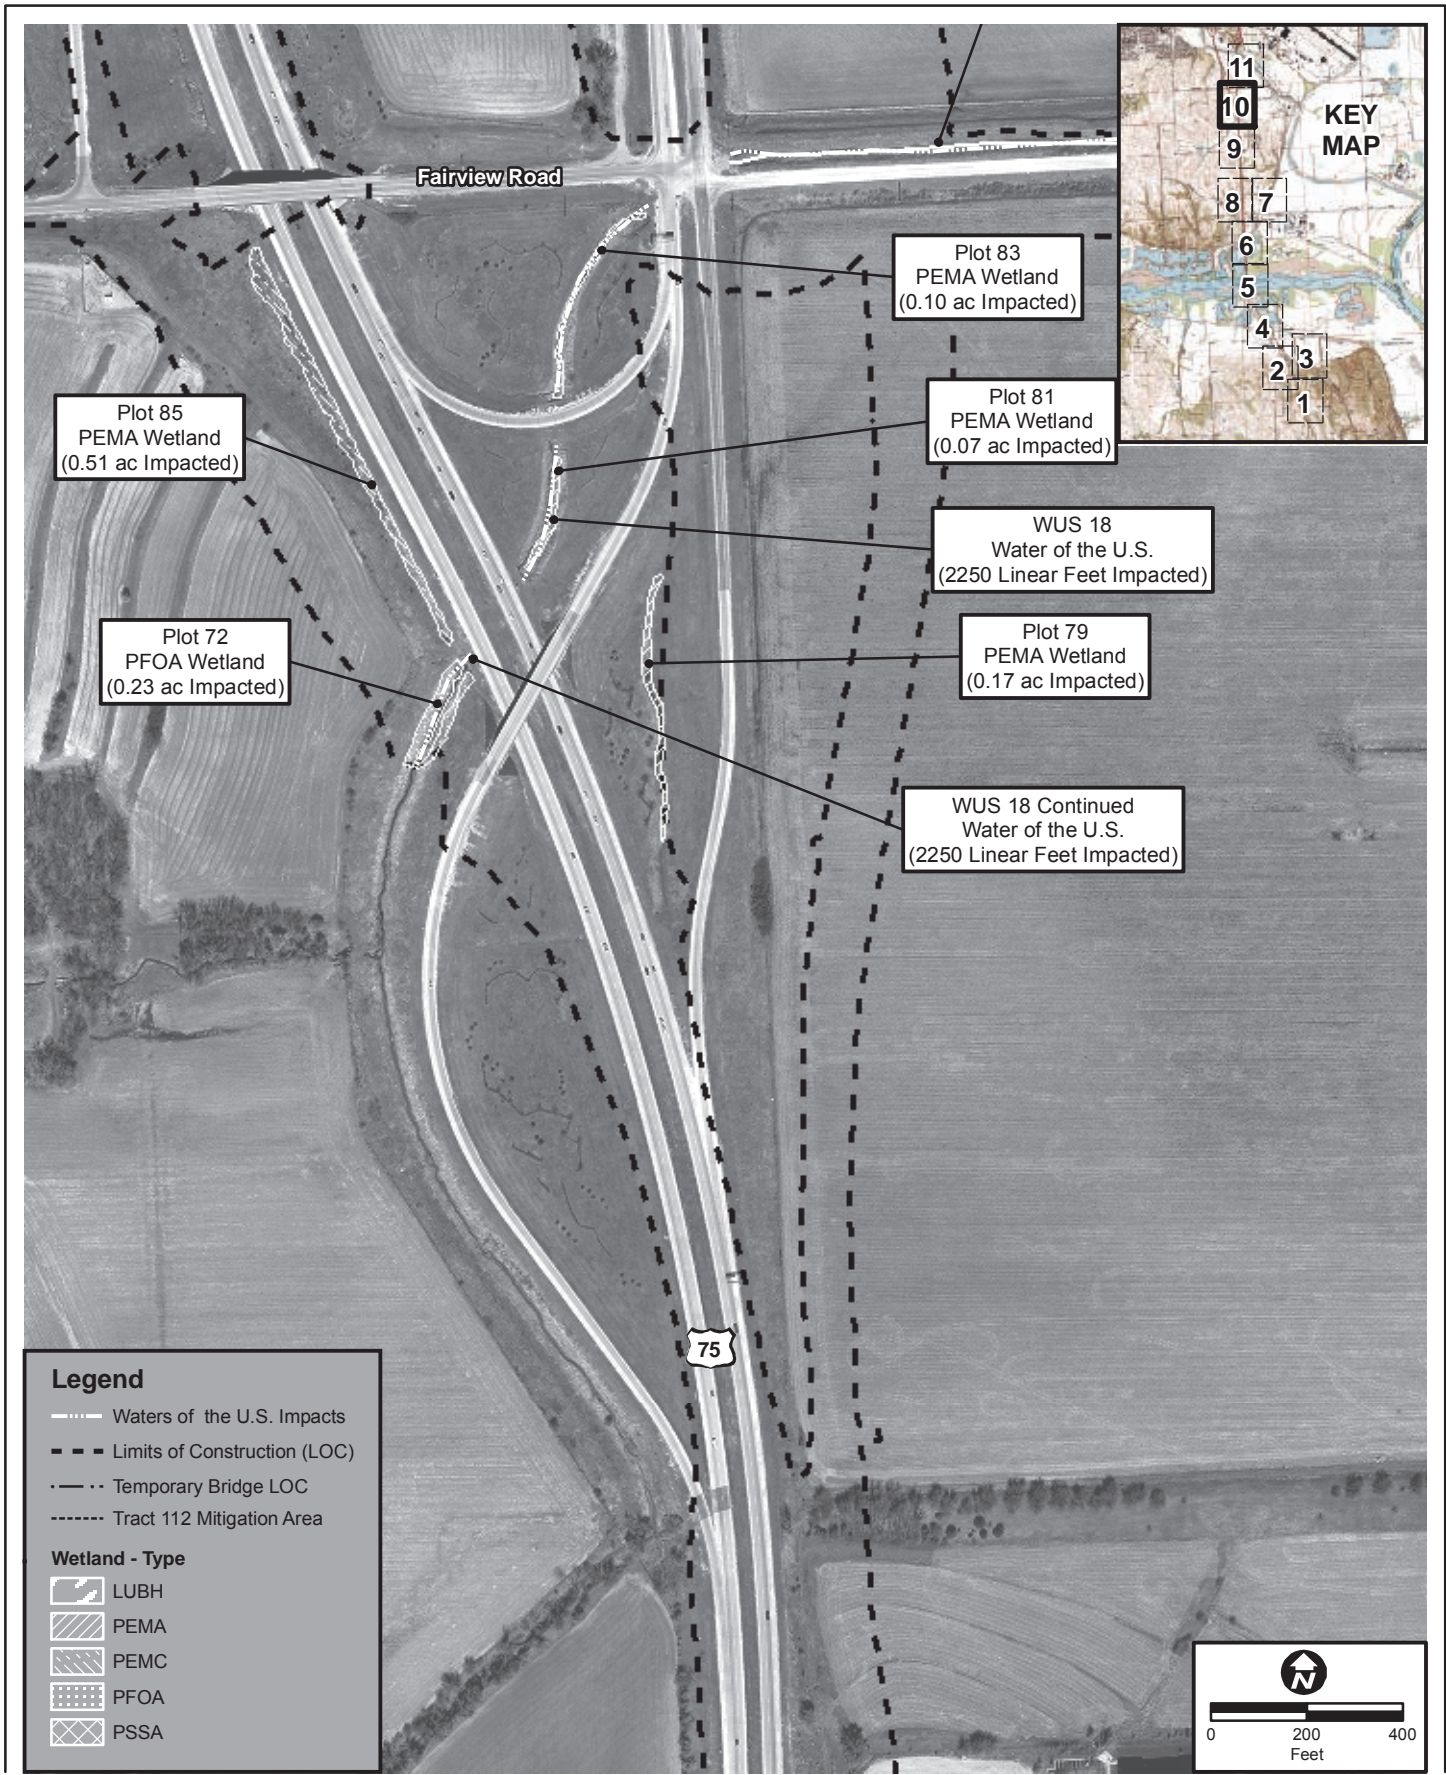 Fairview Road
KEY
MAP
11
10
9
8
7
6
5
4
3
2
1
Plot 83
PEMA Wetland
(0.10 ac Impacted)
Plot 81
PEMA Wetland
(0.07 ac Impacted)
Plot 85
PEMA Wetland
(0.51 ac Impacted)
WUS 18
Water of the U.S.
(2250 Linear Feet Impacted)
Plot 72
PFOA Wetland
(0.23 ac Impacted)
Plot 79
PEMA Wetland
(0.17 ac Impacted)
WUS 18 Continued
Water of the U.S.
(2250 Linear Feet Impacted)
75
Legend
Waters of the U.S. Impacts
Limits of Construction (LOC)
Temporary Bridge LOC
Tract 112 Mitigation Area
Wetland - Type
LUBH
PEMA
PEMC
PFOA
PSSA
N
0 200 400
Feet